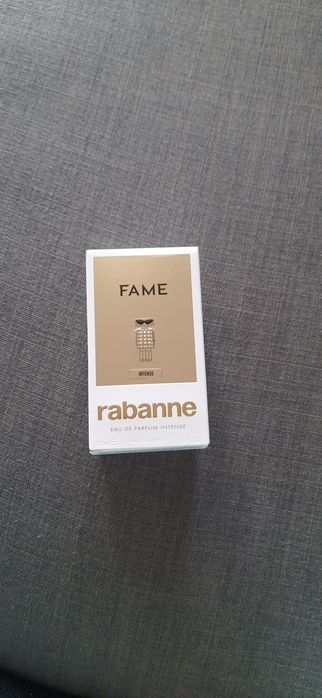 FAME
INTENSE
rabanne
EAU DE PARFUM INTENSE